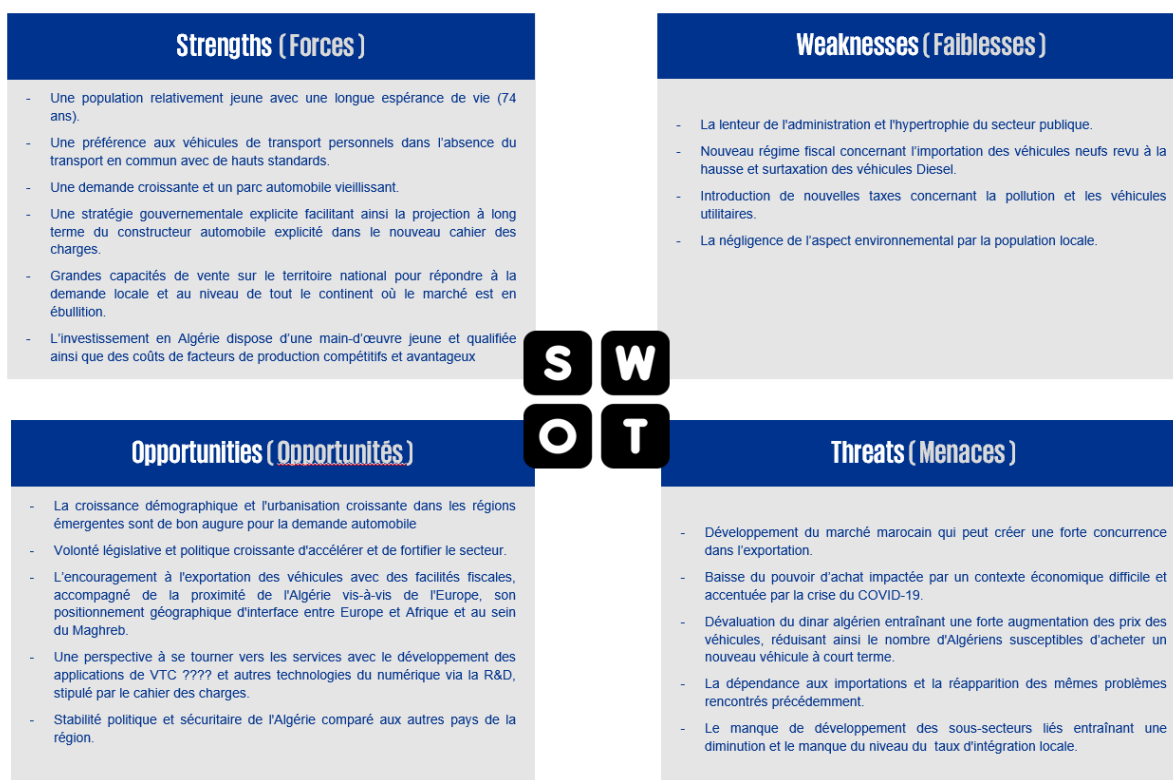 Strengths (Forces)
- Une population relativement jeune avec une longue espérance de vie (74
ans).
- Une préférence aux véhicules de transport personnels dans l'absence du
transport en commun avec de hauts standards.
- Une demande croissante et un parc automobile vieillissant.
- Une stratégie gouvernementale explicite facilitant ainsi la projection à long
terme du constructeur automobile explicité dans le nouveau cahier des
charges.
- Grandes capacités de vente sur le territoire national pour répondre à la
demande locale et au niveau de tout le continent où le marché est en
ébullition.
- L'investissement en Algérie dispose d'une main-d'œuvre jeune et qualifiée
ainsi que des coûts de facteurs de production compétitifs et avantageux
Weaknesses (Faiblesses)
- La lenteur de l'administration et l'hypertrophie du secteur publique.
- Nouveau régime fiscal concernant l'importation des véhicules neufs revu à la
hausse et surtaxation des véhicules Diesel.
- Introduction de nouvelles taxes concernant la pollution et les véhicules
utilitaires.
- La négligence de l'aspect environnemental par la population locale.
S W
O T
Opportunities (Opportunités)
- La croissance démographique et l'urbanisation croissante dans les régions
émergentes sont de bon augure pour la demande automobile
- Volonté législative et politique croissante d'accélérer et de fortifier le secteur.
- L'encouragement à l'exportation des véhicules avec des facilités fiscales,
accompagné de la proximité de l'Algérie vis-à-vis de l'Europe, son
positionnement géographique d'interface entre Europe et Afrique et au sein
du Maghreb.
- Une perspective à se tourner vers les services avec le développement des
applications de VTC ???? et autres technologies du numérique via la R&D,
stipulé par le cahier des charges.
- Stabilité politique et sécuritaire de l'Algérie comparé aux autres pays de la
région.
Threats (Menaces)
- Développement du marché marocain qui peut créer une forte concurrence
dans l'exportation.
- Baisse du pouvoir d'achat impactée par un contexte économique difficile et
accentuée par la crise du COVID-19.
- Dévaluation du dinar algérien entraînant une forte augmentation des prix des
véhicules, réduisant ainsi le nombre d'Algériens susceptibles d'acheter un
nouveau véhicule à court terme.
- La dépendance aux importations et la réapparition des mêmes problèmes
rencontrés précédemment.
- Le manque de développement des sous-secteurs liés entraînant une
diminution et le manque du niveau du taux d'intégration locale.